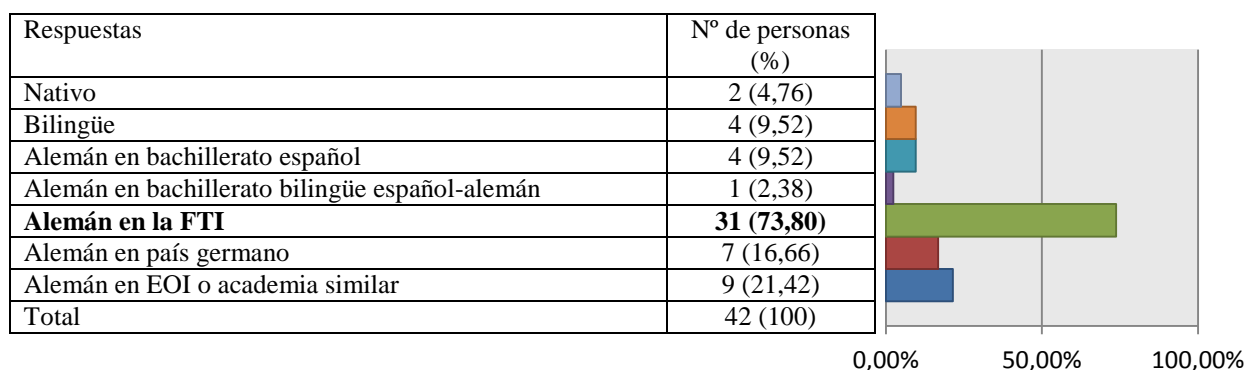 Respuestas Nº de personas
(%)
Nativo 2 (4,76)
Bilingüe 4 (9,52)
Alemán en bachillerato español 4 (9,52)
Alemán en bachillerato bilingüe español-alemán 1 (2,38)
Alemán en la FTI 31 (73,80)
Alemán en país germano 7 (16,66)
Alemán en EOI o academia similar 9 (21,42)
Total 42 (100)
0,00% 50,00% 100,00%